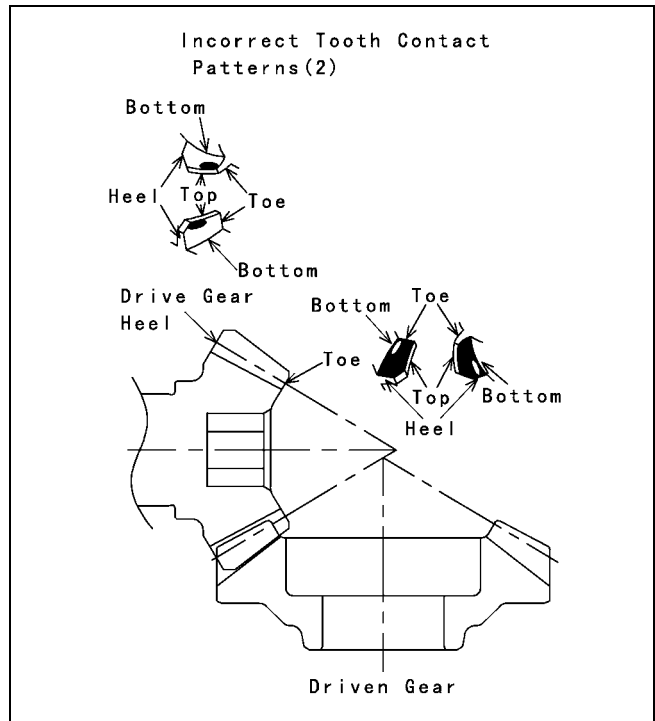 Incorrect Tooth Contact
Patterns(2)
Bottom
Heel
Top
Toe
Bottom
Drive Gear
Heel
Toe
Bottom
Toe
Top
Bottom
Heel
Driven Gear